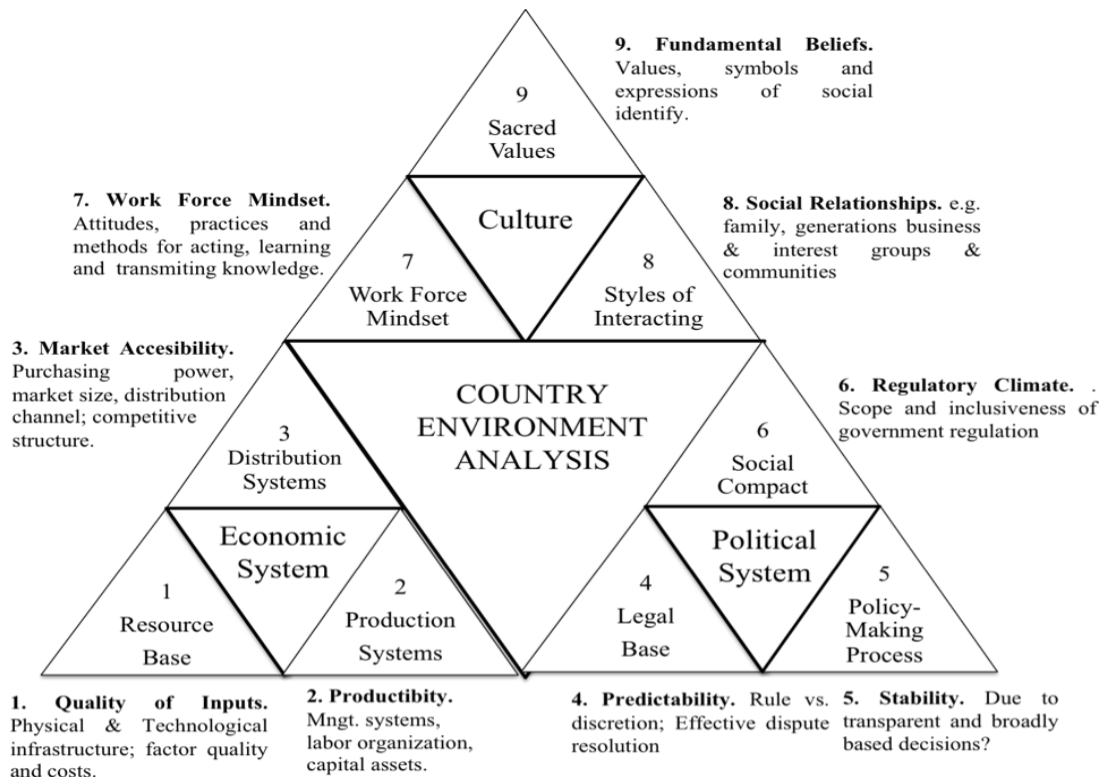 9. Fundamental Beliefs.
Values, symbols and
expressions of social
identify.
9
Sacred
Values
7. Work Force Mindset.
Attitudes, practices and
methods for acting, learning
and transmiting knowledge.
Culture
8. Social Relationships. e.g.
family, generations business
& interest groups &
communities
7
Work Force
Mindset
8
Styles of
Interacting
3. Market Accesibility.
Purchasing power,
market size, distribution
channel; competitive
structure.
COUNTRY
ENVIRONMENT
ANALYSIS
6. Regulatory Climate. .
Scope and inclusiveness of
government regulation
3
Distribution
Systems
6
Social
Compact
Economic
System
Political
System
1
Resource
Base
2
Production
Systems
4
Legal
Base
5
Policy-
Making
Process
1. Quality of Inputs.
Physical & Technological
infrastructure; factor quality
and costs.
2. Productibity.
Mngt. systems,
labor organization,
capital assets.
4. Predictability. Rule vs.
discretion; Effective dispute
resolution
5. Stability. Due to
transparent and broadly
based decisions?